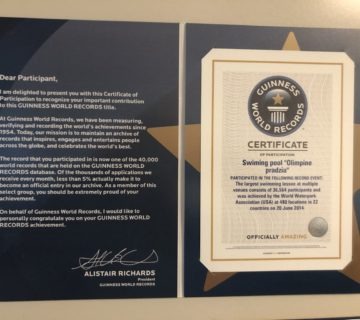 Dear Participant,
I am delighted to present you with this Certificate of
Participation to recognize your important contribution
to this GUINNESS WORLD RECORDS title.
At Guinness World Records, we have been measuring,
verifying and recording the world's achievements since
1954. Today, our mission is to maintain an archive of
records that inspires, engages and entertains people
across the globe, and celebrates the world's best.
The record that you participated in is now one of the 40,000
world records that are held on the GUINNESS WORLD
RECORDS database. Of the thousands of applications we
receive every month, less than 5% actually make it to
become an official entry in our archive. As a member of this
select group, you should be extremely proud of your
achievement.
On behalf of Guinness World Records, I would like to
personally congratulate you on your GUINNESS WORLD
RECORDS achievement.
ALISTAIR RICHARDS
President
GUINNESS WORLD RECORDS
GUINNESS
WORLD RECORDS
CERTIFICATE
OF PARTICIPATION
Swiming pool "Olimpine
pradzia"
PARTICIPATED IN THE FOLLOWING RECORD EVENT:
The largest swimming lesson at multiple
venues consists of 36,564 participants and
was achieved by the World Waterpark
Association (USA) at 482 locations in 22
countries on 20 June 2014.
OFFICIALLY AMAZING